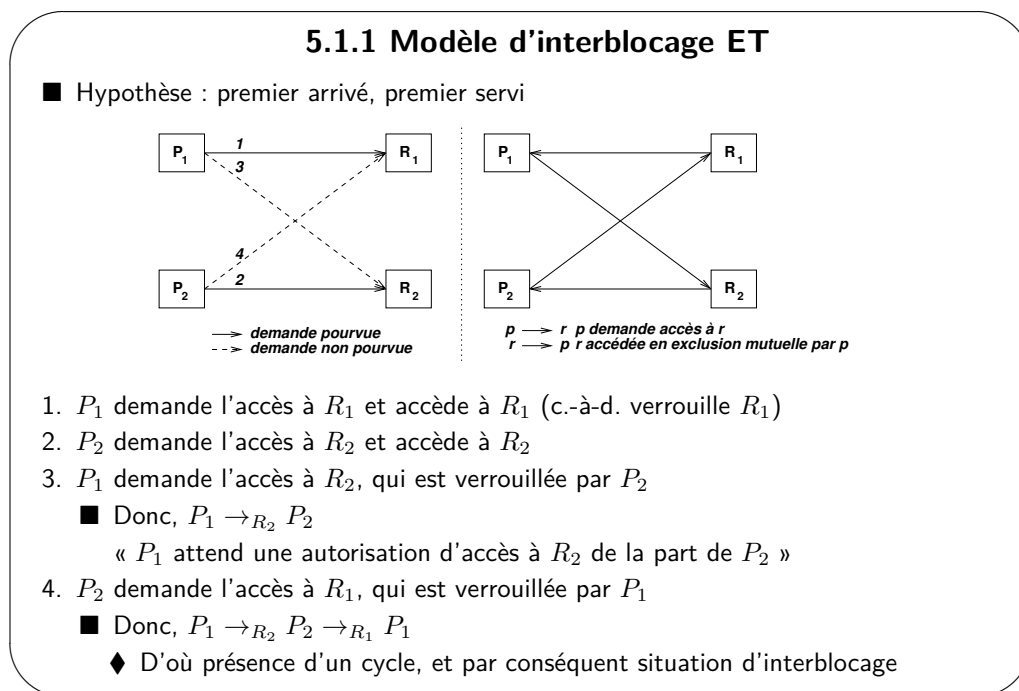 5.1.1 Modèle d'interblocage ET
■ Hypothèse : premier arrivé, premier servi
P1 1 R1
3
4
P2 2 R2
demande pourvue
demande non pourvue
P1 R1
P2 R2
p → r p demande accès à r
r → p r accédée en exclusion mutuelle par p
1. P1 demande l'accès à R1 et accède à R1 (c.-à-d. verrouille R1)
2. P2 demande l'accès à R2 et accède à R2
3. P1 demande l'accès à R2, qui est verrouillée par P2
■ Donc, P1 →R2 P2
« P1 attend une autorisation d'accès à R2 de la part de P2 »
4. P2 demande l'accès à R1, qui est verrouillée par P1
■ Donc, P1 →R2 P2 →R1 P1
♦ D'où présence d'un cycle, et par conséquent situation d'interblocage